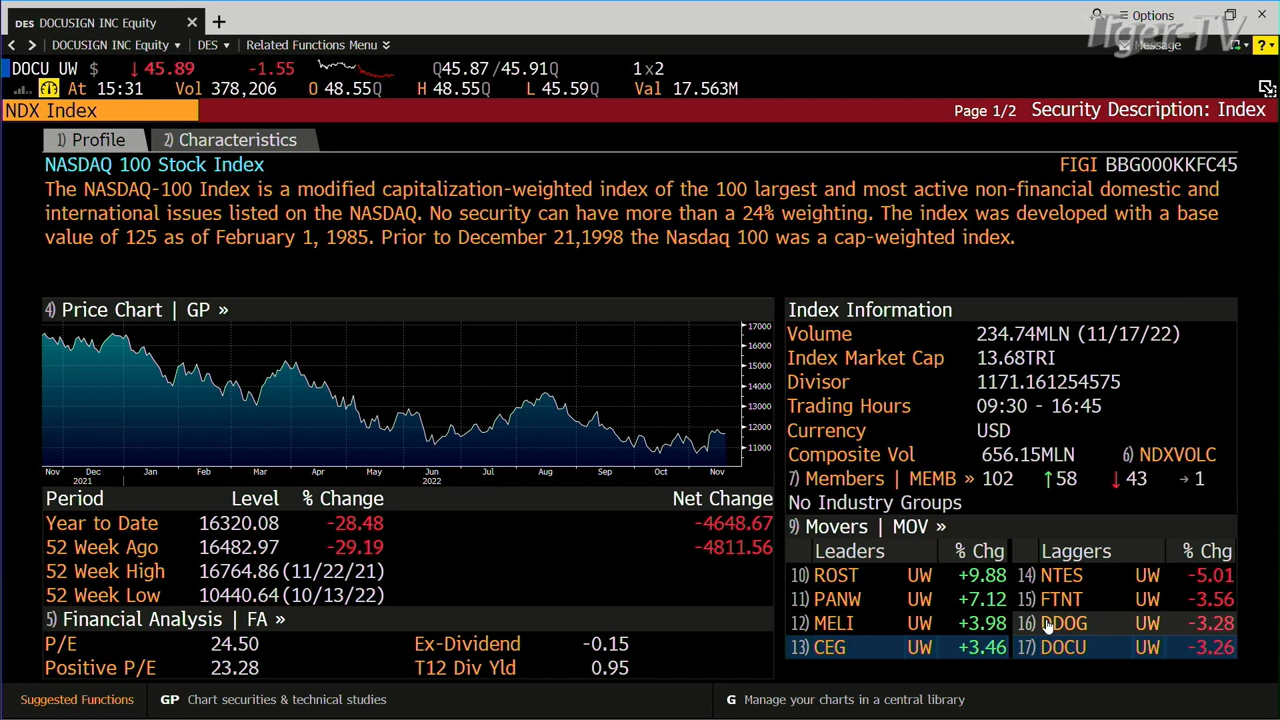 DES DOCUSIGN INC Equity
Options
Tiger-TV
DOCUSIGN INC Equity DES Related Functions Menu
Message
DOCU UW $ ↓45.89 -1.55 Q45.87/45.91Q 1x2
At 15:31 Vol 378,206 O 48.55Q H 48.55Q L 45.59Q Val 17.563M
NDX Index Page 1/2 Security Description: Index
1) Profile 2) Characteristics
NASDAQ 100 Stock Index FIGI BBG000KKFC45
The NASDAQ-100 Index is a modified capitalization-weighted index of the 100 largest and most active non-financial domestic and
international issues listed on the NASDAQ. No security can have more than a 24% weighting. The index was developed with a base
value of 125 as of February 1, 1985. Prior to December 21,1998 the Nasdaq 100 was a cap-weighted index.
4) Price Chart | GP »
17000
16000
15000
14000
13000
12000
11000
Nov Dec Jan Feb Mar Apr May Jun Jul Aug Sep Oct Nov
2021 2022
Period Level % Change Net Change
Year to Date 16320.08 -28.48 -4648.67
52 Week Ago 16482.97 -29.19 -4811.56
52 Week High 16764.86 (11/22/21)
52 Week Low 10440.64 (10/13/22)
5) Financial Analysis | FA »
P/E 24.50 Ex-Dividend -0.15
Positive P/E 23.28 T12 Div Yld 0.95
Index Information
Volume 234.74MLN (11/17/22)
Index Market Cap 13.68TRI
Divisor 1171.161254575
Trading Hours 09:30 - 16:45
Currency USD
Composite Vol 656.15MLN 6) NDXVOLC
7) Members | MEMB » 102 ↑58 ↓43 →1
No Industry Groups
9) Movers | MOV »
Leaders % Chg Laggers % Chg
10) ROST UW +9.88 14) NTES UW -5.01
11) PANW UW +7.12 15) FTNT UW -3.56
12) MELI UW +3.98 16) DDOG UW -3.28
13) CEG UW +3.46 17) DOCU UW -3.26
Suggested Functions GP Chart securities & technical studies G Manage your charts in a central library